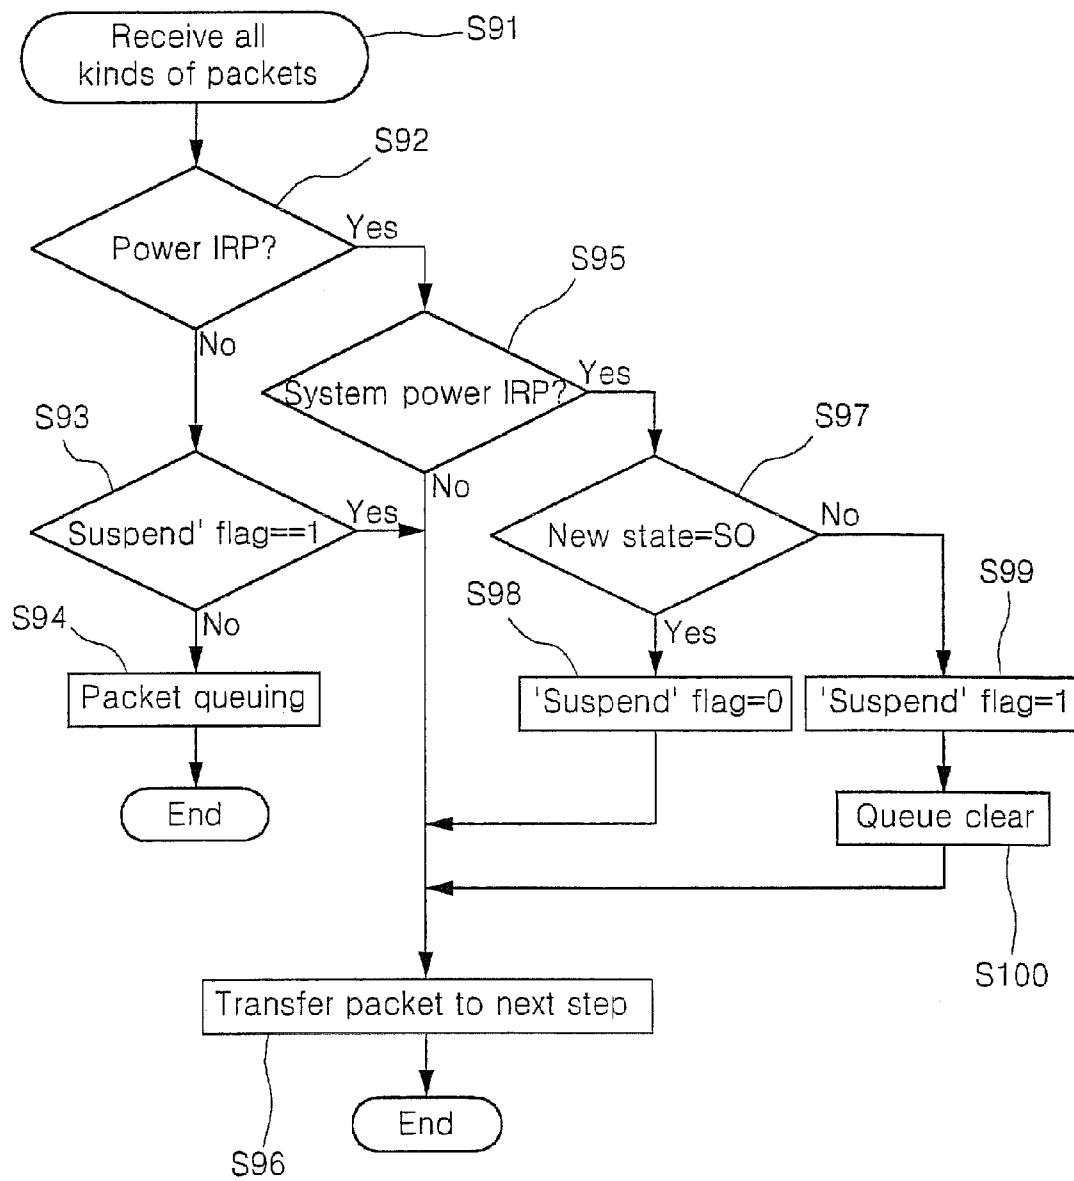 Receive all
kinds of packets
S91
S92
Power IRP?
Yes
No
S95
System power IRP?
Yes
No
S93
Suspend' flag==1
Yes
No
S97
New state=SO
No
Yes
S94
Packet queuing
End
S98
'Suspend' flag=0
S99
'Suspend' flag=1
Queue clear
S100
Transfer packet to next step
S96
End